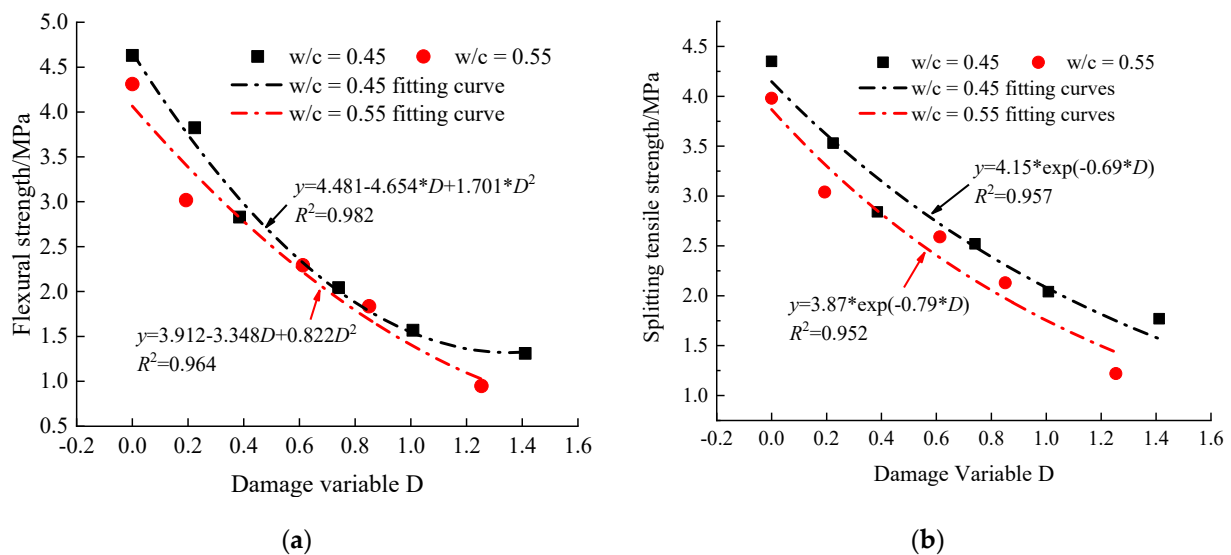 5.0
4.5
4.0
3.5
3.0
2.5
2.0
1.5
1.0
0.5
Flexural strength/MPa
w/c = 0.45
w/c = 0.55
w/c = 0.45 fitting curve
w/c = 0.55 fitting curve
y=4.481-4.654*D+1.701*D²
R²=0.982
y=3.912-3.348D+0.822D²
R²=0.964
-0.2 0.0 0.2 0.4 0.6 0.8 1.0 1.2 1.4 1.6
Damage variable D
(a)
4.5
4.0
3.5
3.0
2.5
2.0
1.5
1.0
Splitting tensile strength/MPa
w/c = 0.45
w/c = 0.55
w/c = 0.45 fitting curves
w/c = 0.55 fitting curves
y=4.15*exp(-0.69*D)
R²=0.957
y=3.87*exp(-0.79*D)
R²=0.952
-0.2 0.0 0.2 0.4 0.6 0.8 1.0 1.2 1.4 1.6
Damage Variable D
(b)